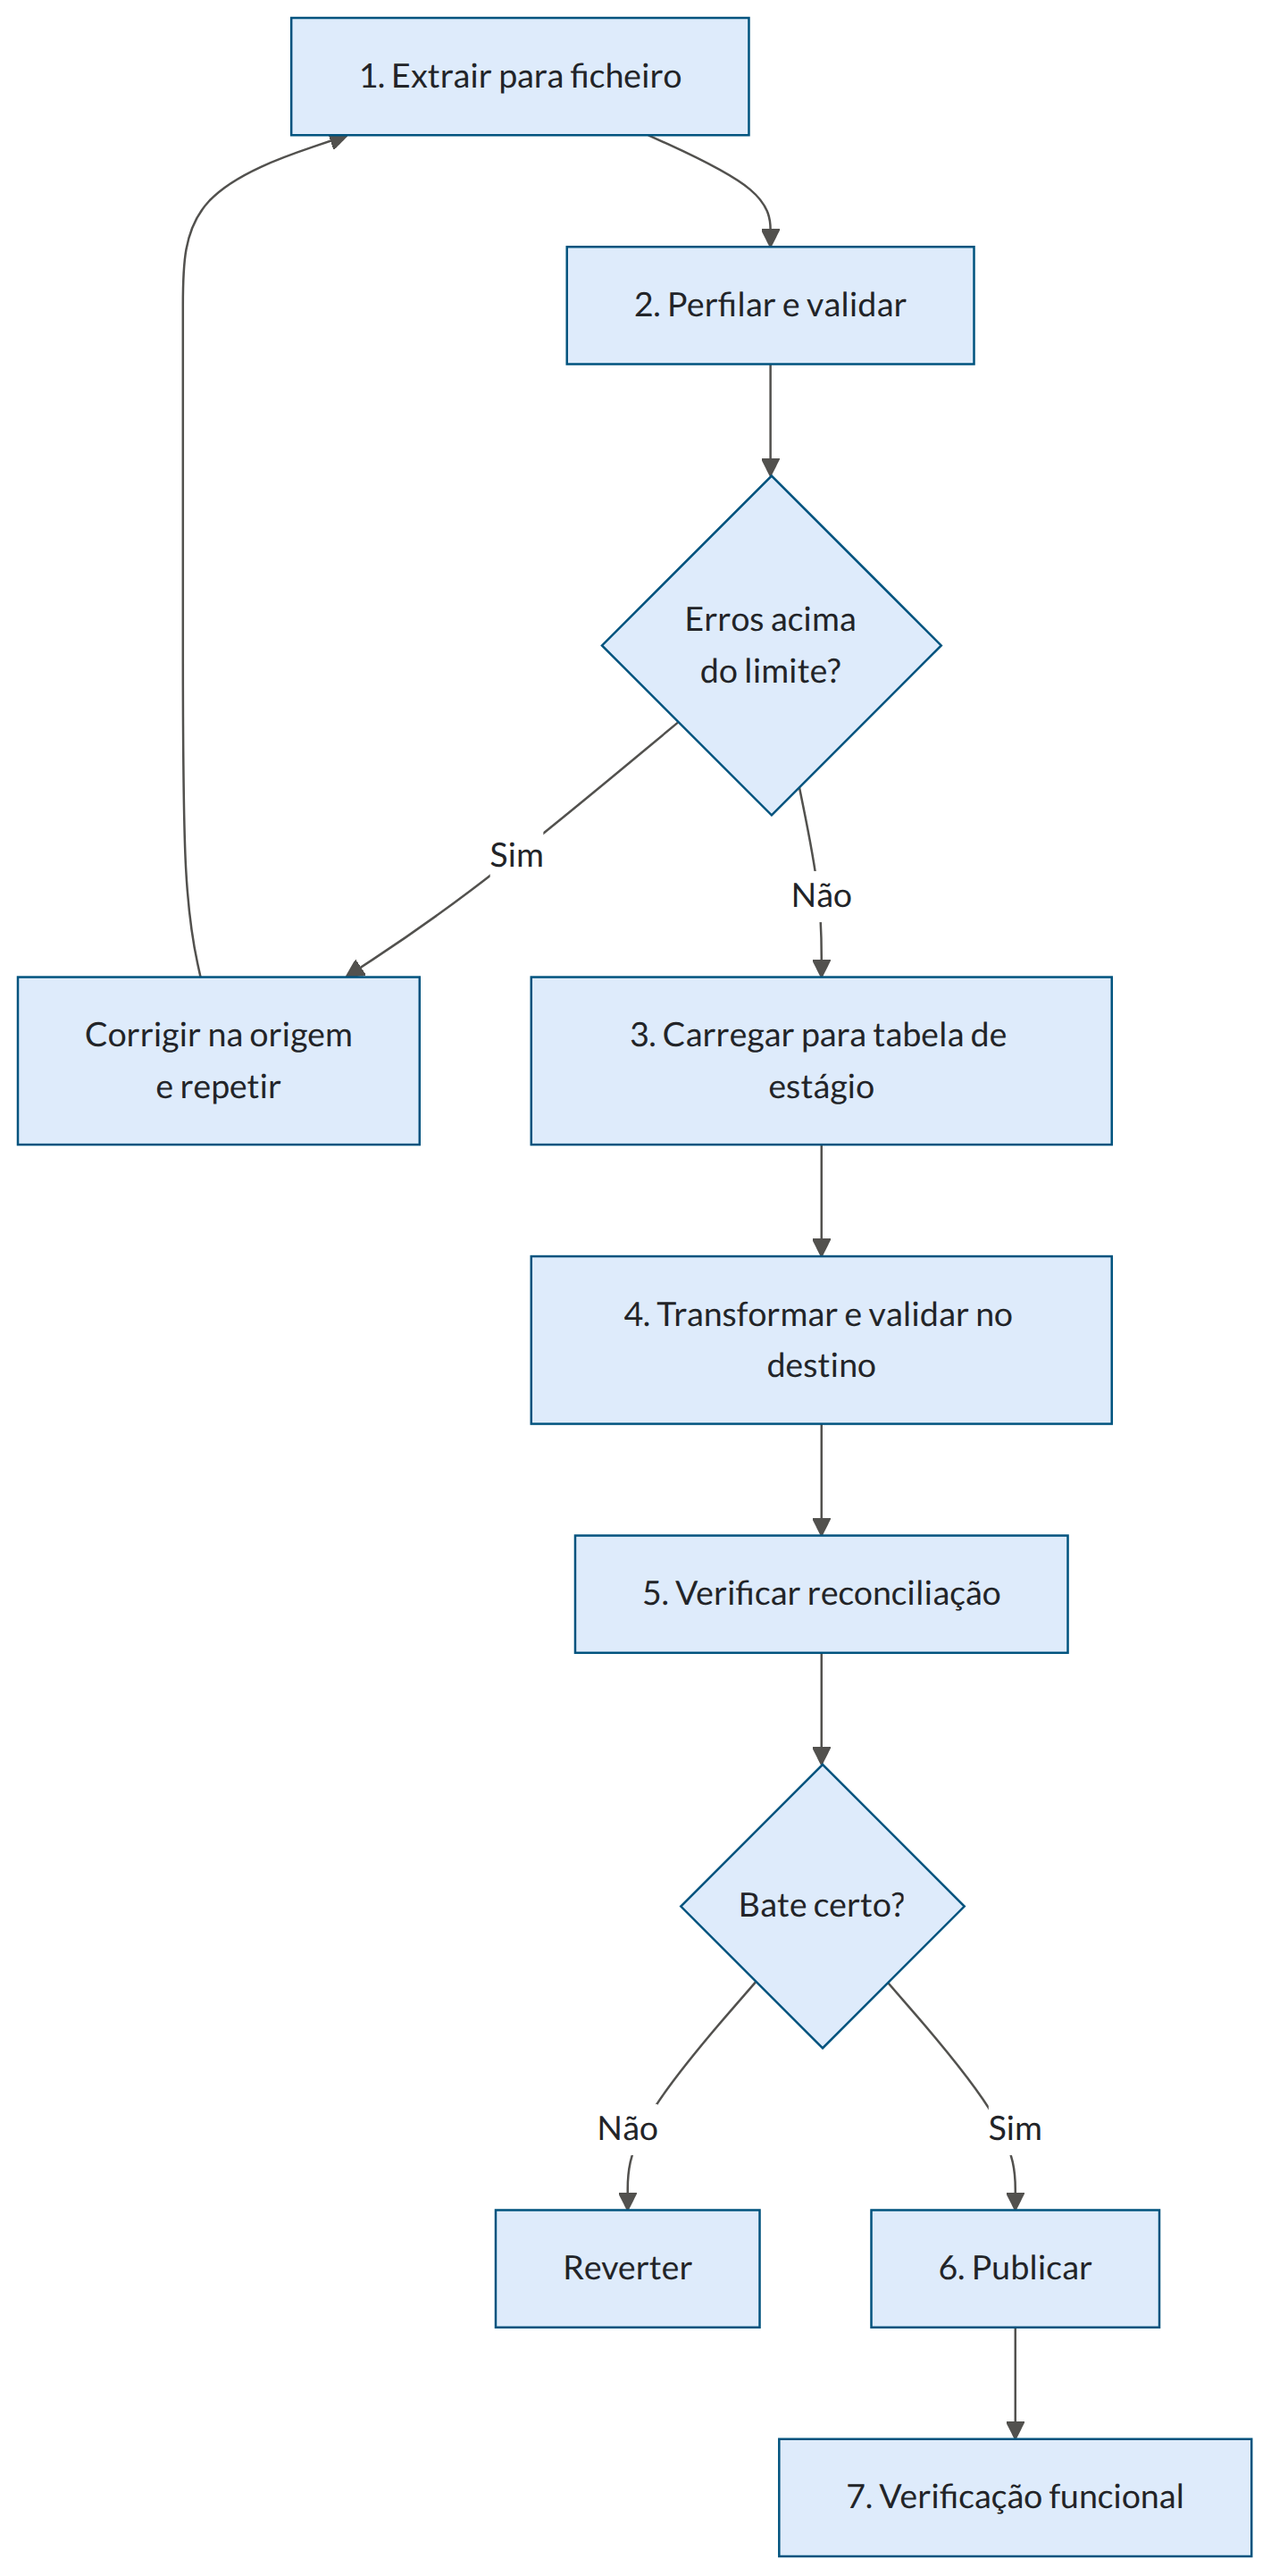 1. Extrair para ficheiro
2. Perfilar e validar
Erros acima
do limite?
Sim
Não
Corrigir na origem
e repetir
3. Carregar para tabela de
estágio
4. Transformar e validar no
destino
5. Verificar reconciliação
Bate certo?
Não
Sim
Reverter
6. Publicar
7. Verificação funcional